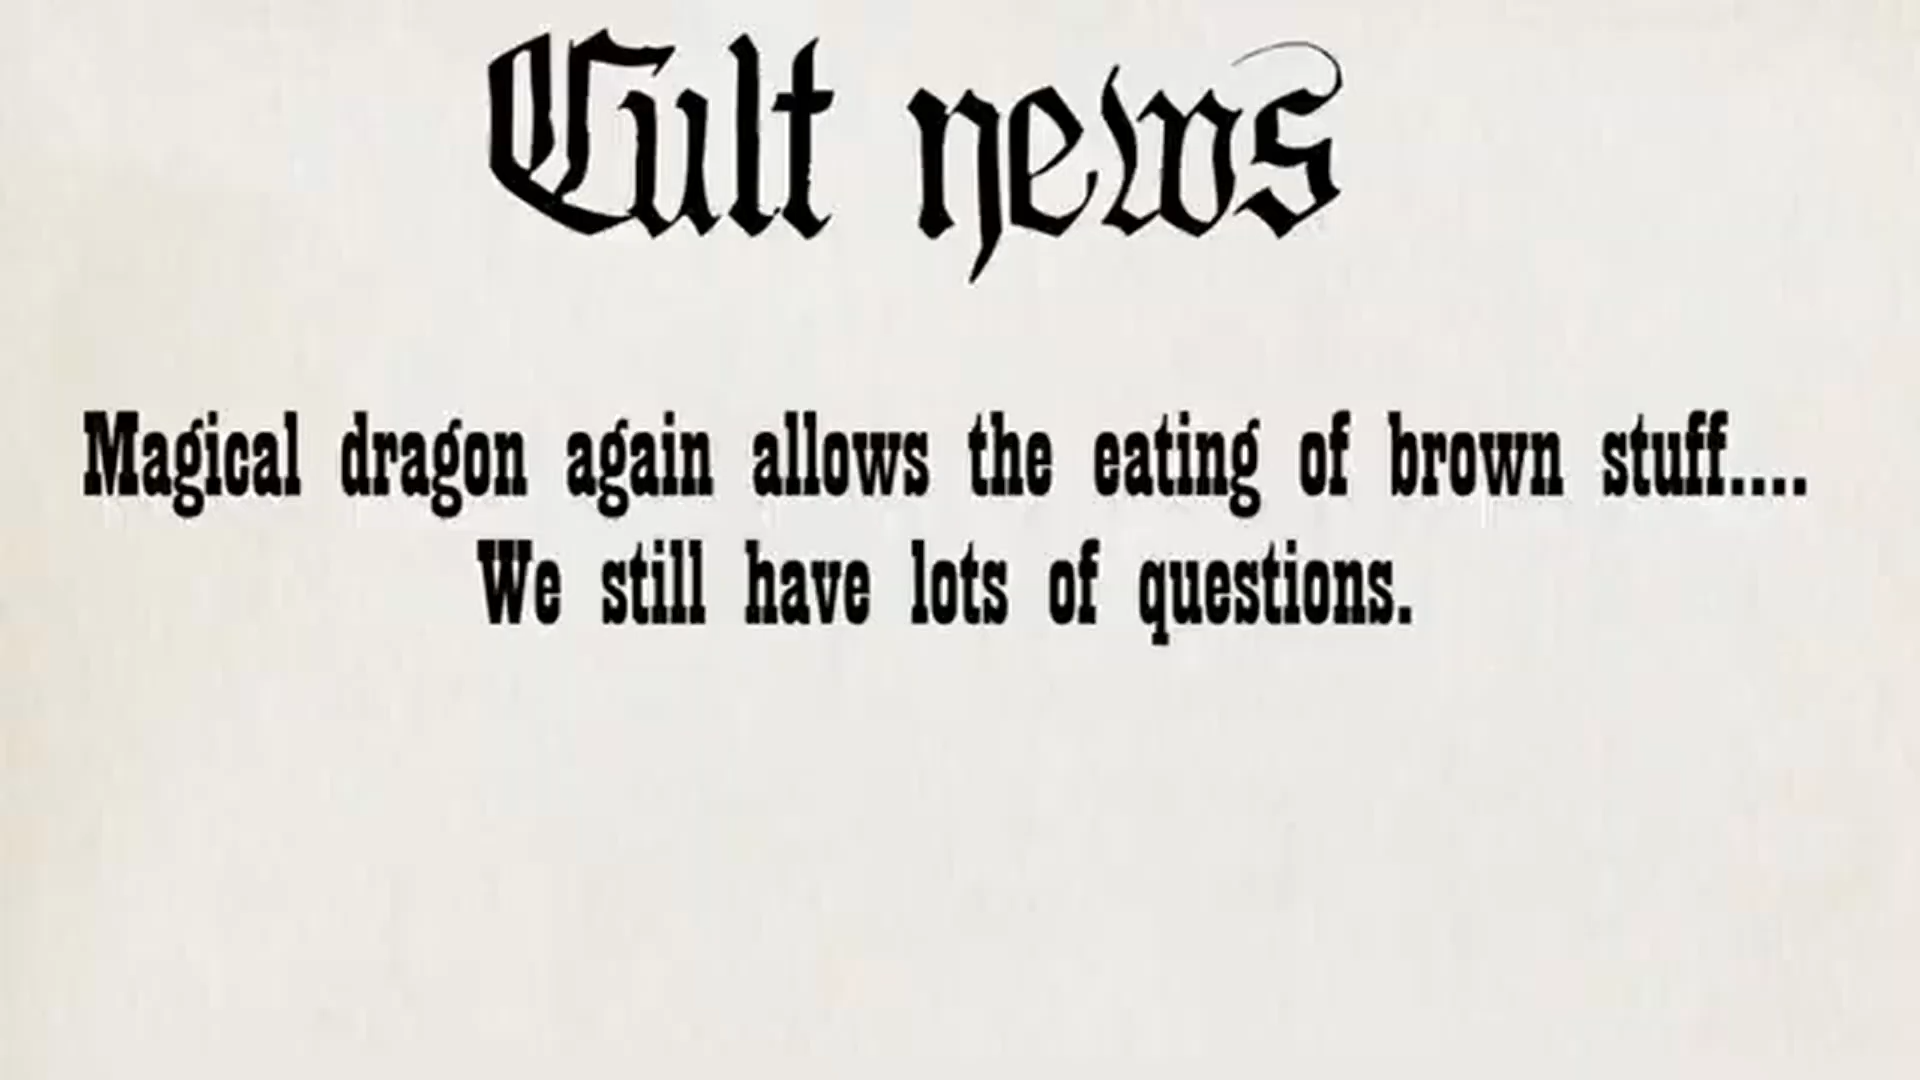 Cult news
Magical dragon again allows the eating of brown stuff....
We still have lots of questions.